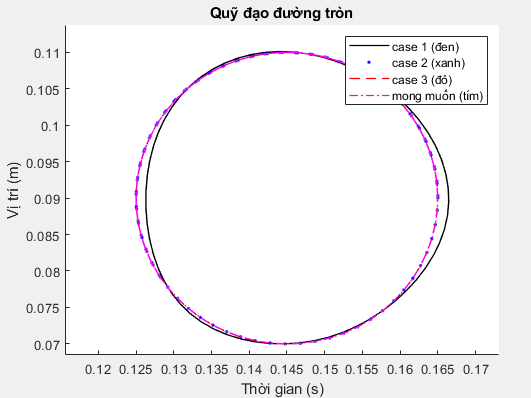 Quỹ đạo đường tròn
case 1 (đen)
case 2 (xanh)
case 3 (đỏ)
mong muốn (tím)
0.11
0.105
0.1
0.095
0.09
0.085
0.08
0.075
0.07
Vị trí (m)
0.12 0.125 0.13 0.135 0.14 0.145 0.15 0.155 0.16 0.165 0.17
Thời gian (s)